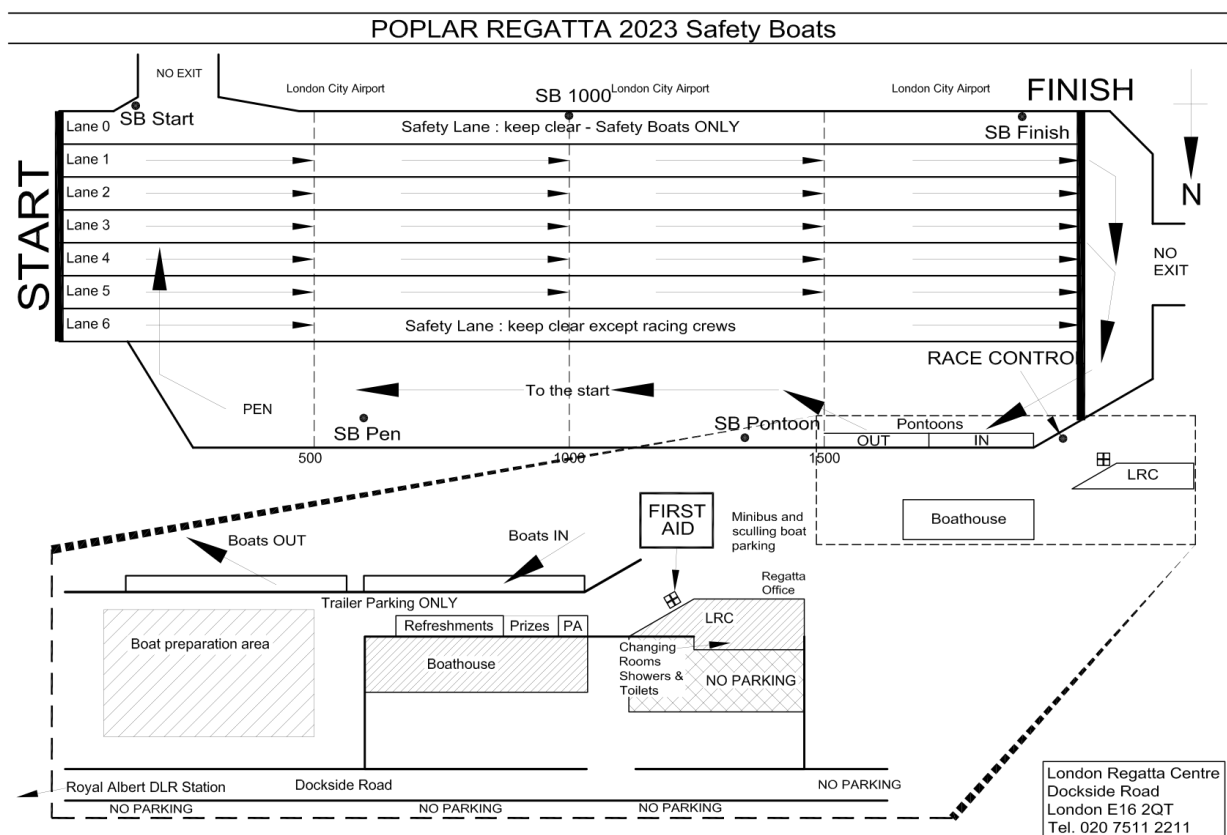 POPLAR REGATTA 2023 Safety Boats
NO EXIT
London City Airport
SB 1000
London City Airport
London City Airport
FINISH
SB Start
SB Finish
START
N
Lane 0
Safety Lane : keep clear - Safety Boats ONLY
Lane 1
Lane 2
Lane 3
Lane 4
Lane 5
Lane 6
Safety Lane : keep clear except racing crews
NO
EXIT
RACE CONTROL
To the start
PEN
SB Pen
SB Pontoon
Pontoons
OUT
IN
500
1000
1500
LRC
Boathouse
FIRST
AID
Minibus and
sculling boat
parking
Boats OUT
Boats IN
Regatta
Office
Trailer Parking ONLY
Refreshments
Prizes
PA
LRC
Boat preparation area
Boathouse
Changing
Rooms
Showers &
Toilets
NO PARKING
Royal Albert DLR Station
Dockside Road
NO PARKING
NO PARKING
NO PARKING
NO PARKING
London Regatta Centre
Dockside Road
London E16 2QT
Tel. 020 7511 2211